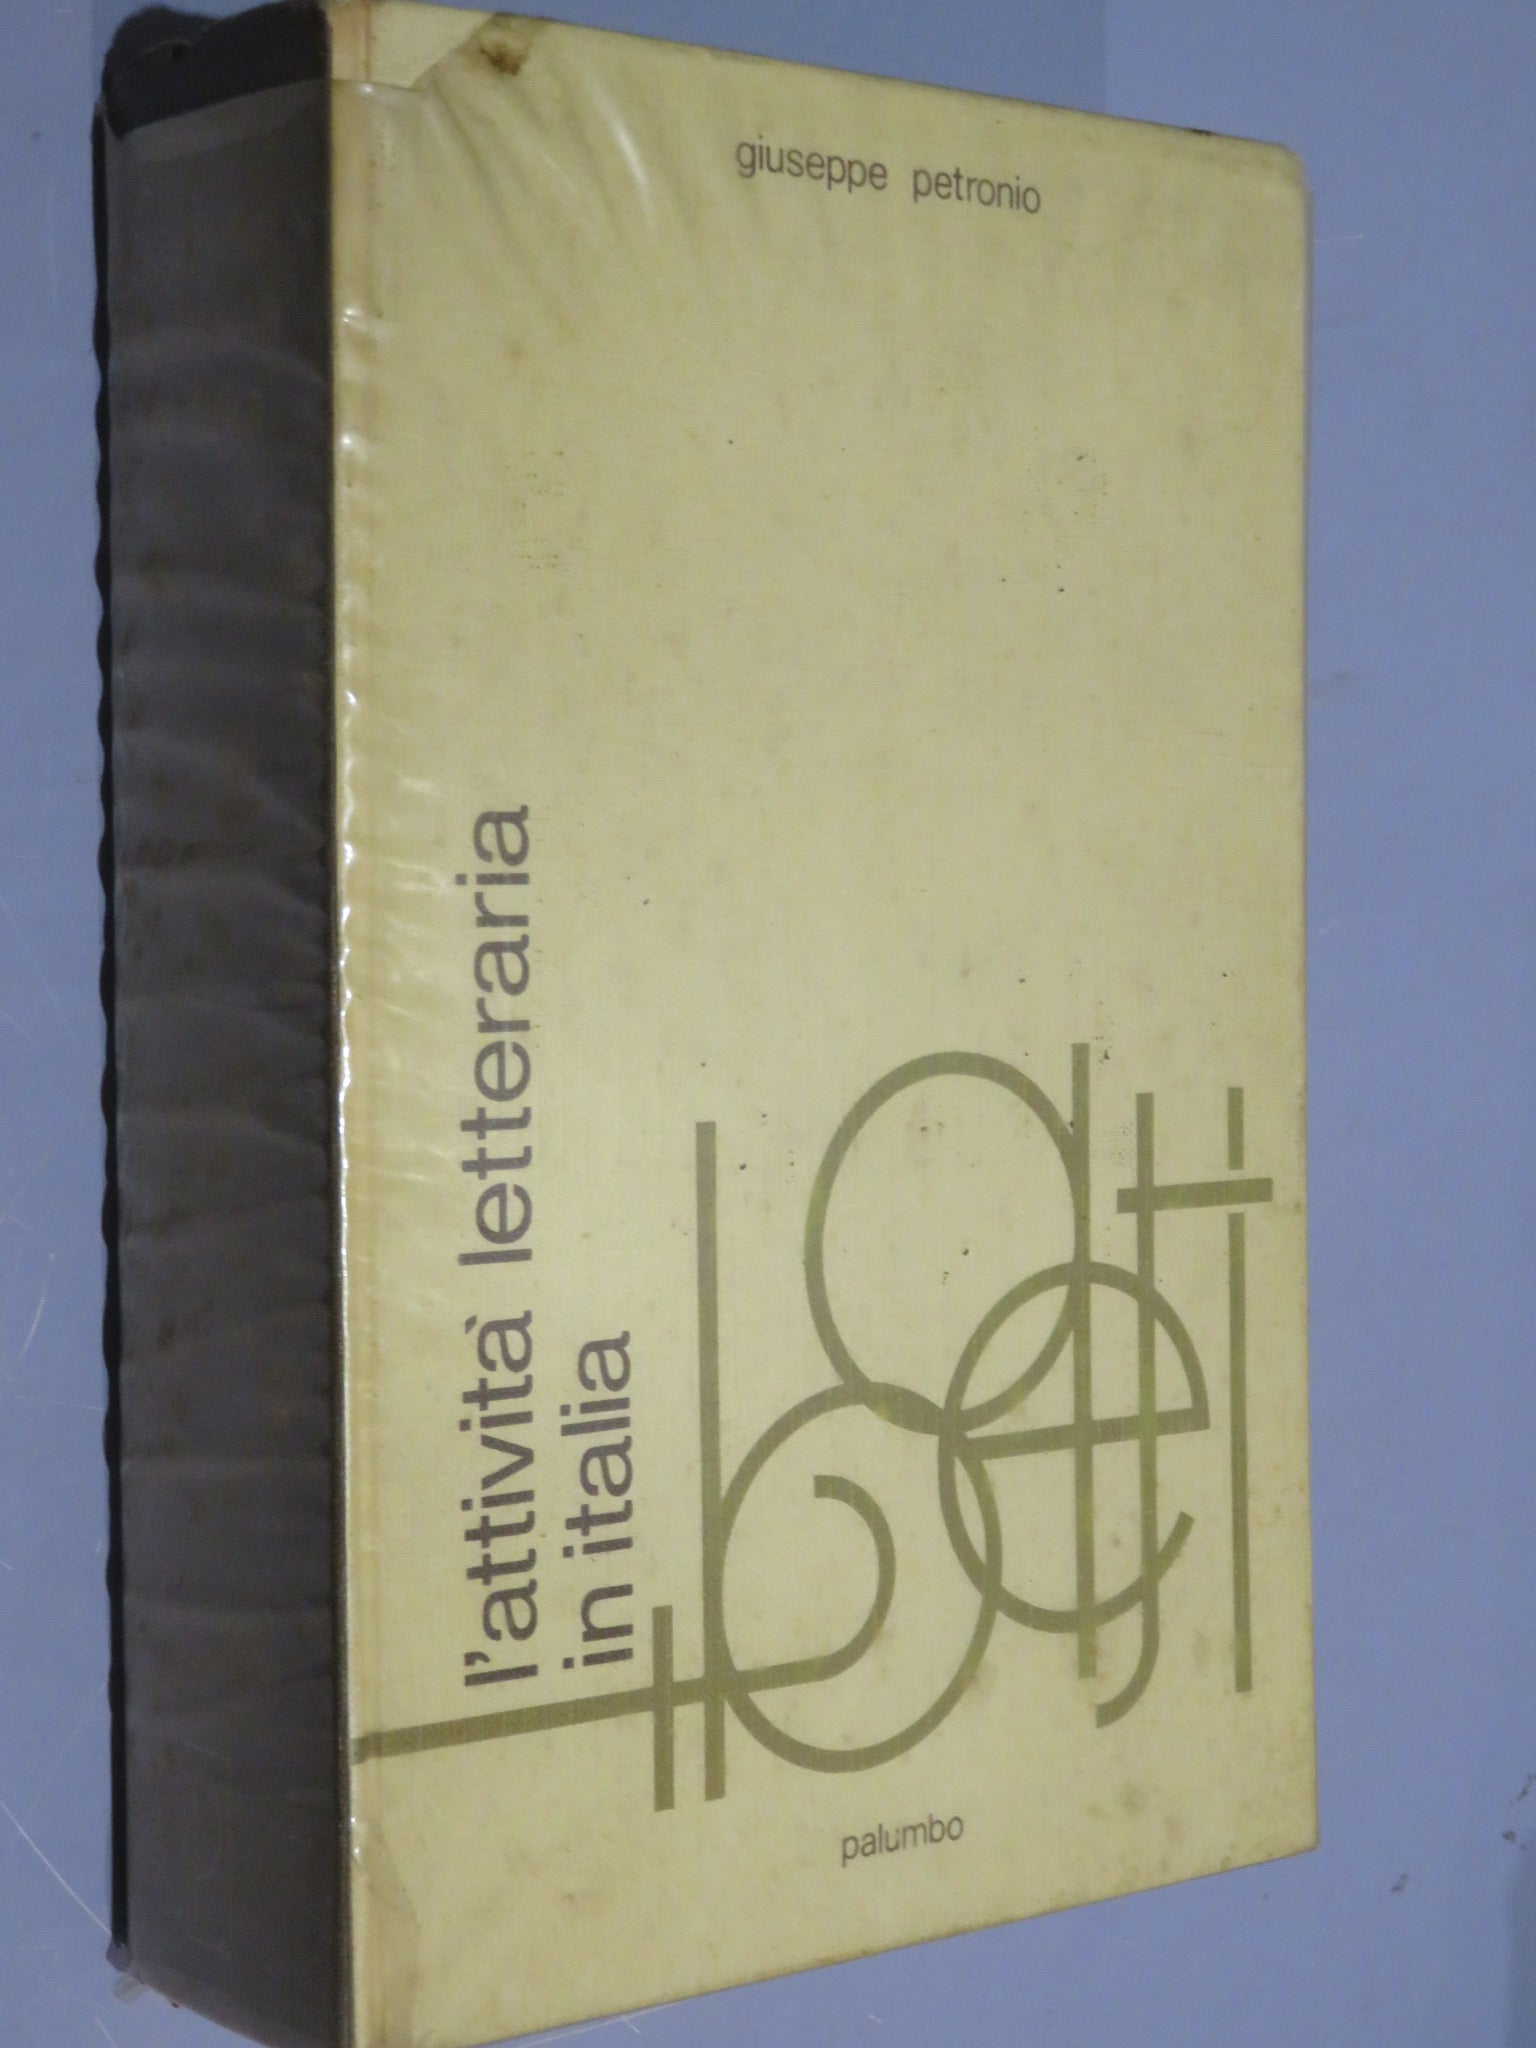 giuseppe petronio
l'attività letteraria
in italia
palumbo